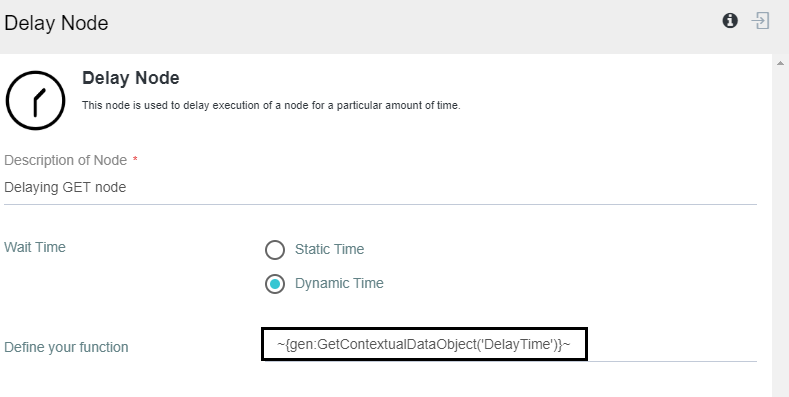 Delay Node
Delay Node
This node is used to delay execution of a node for a particular amount of time.
Description of Node *
Delaying GET node
Wait Time
Static Time
Dynamic Time
Define your function
~{gen:GetContextualDataObject('DelayTime')}~